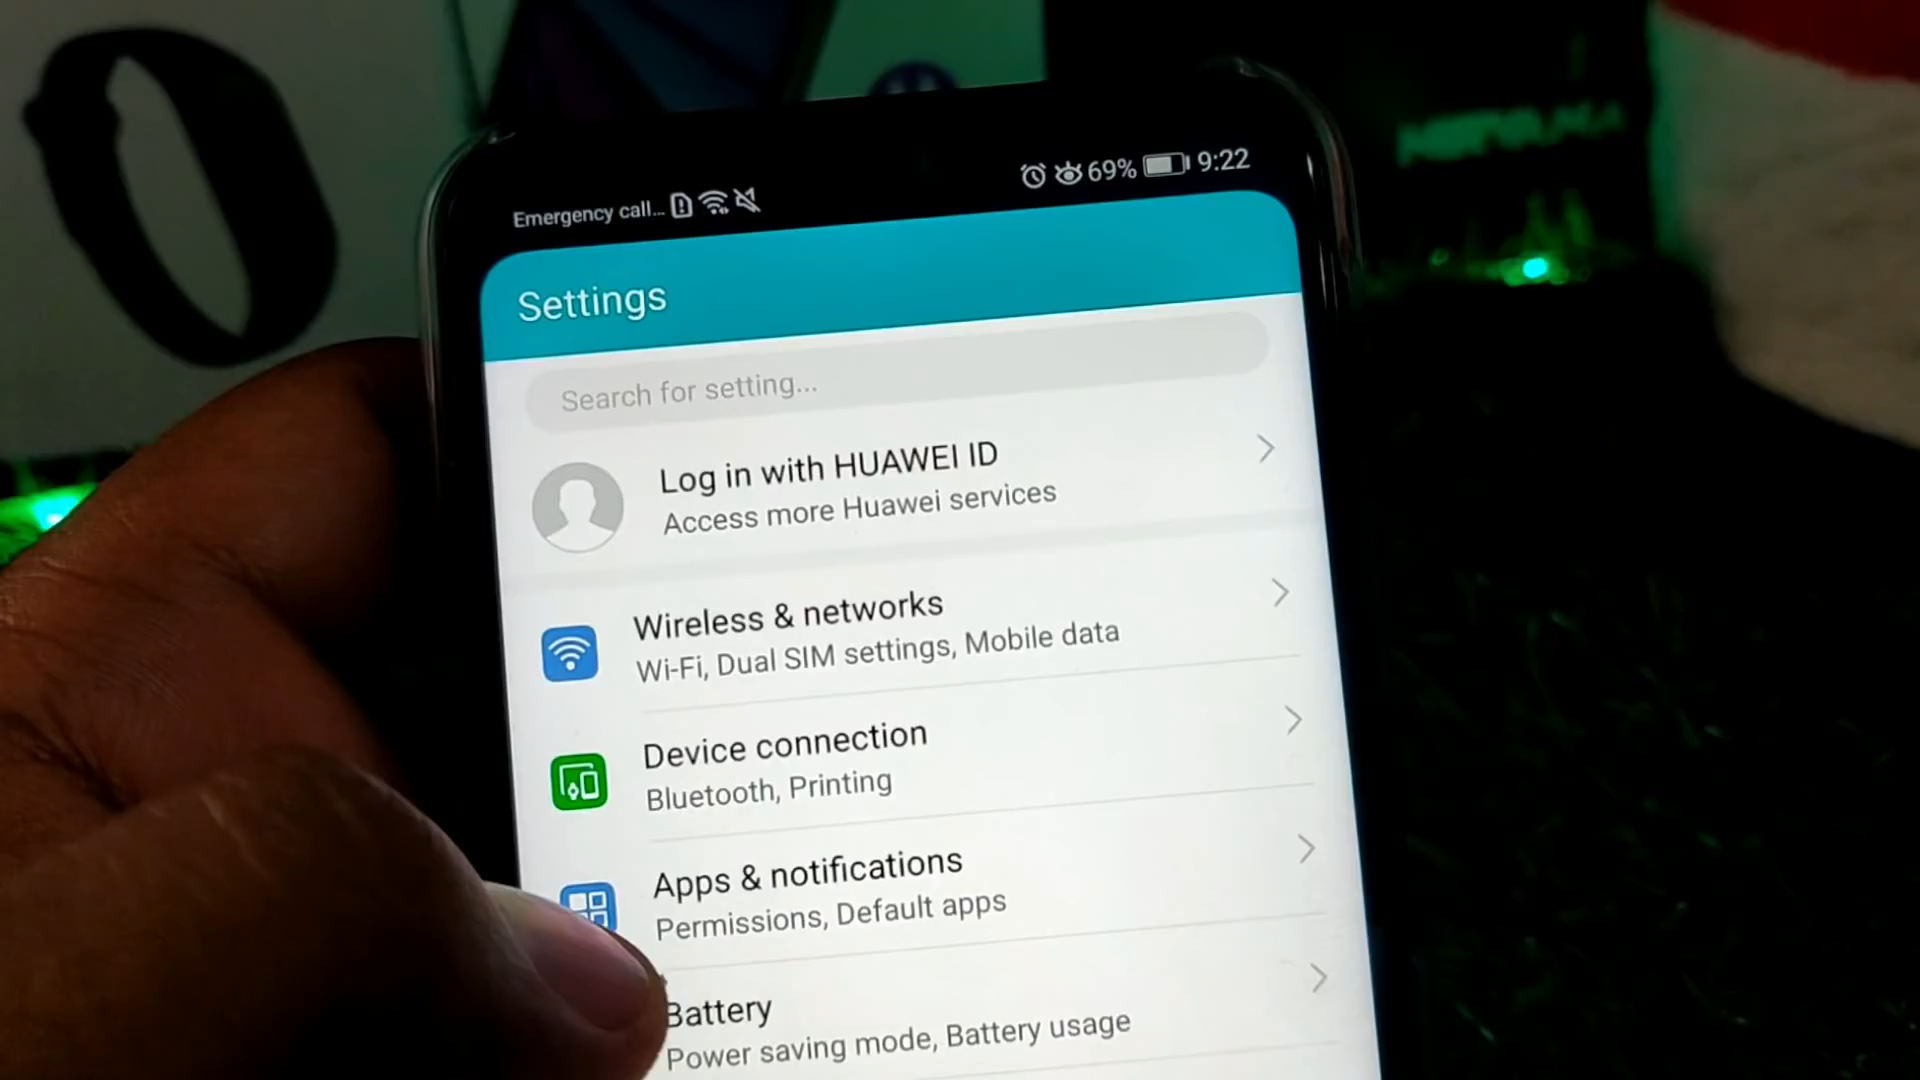 Emergency call...
69%
9:22
Settings
Search for setting...
Log in with HUAWEI ID
Access more Huawei services
Wireless & networks
Wi-Fi, Dual SIM settings, Mobile data
Device connection
Bluetooth, Printing
Apps & notifications
Permissions, Default apps
Battery
Power saving mode, Battery usage